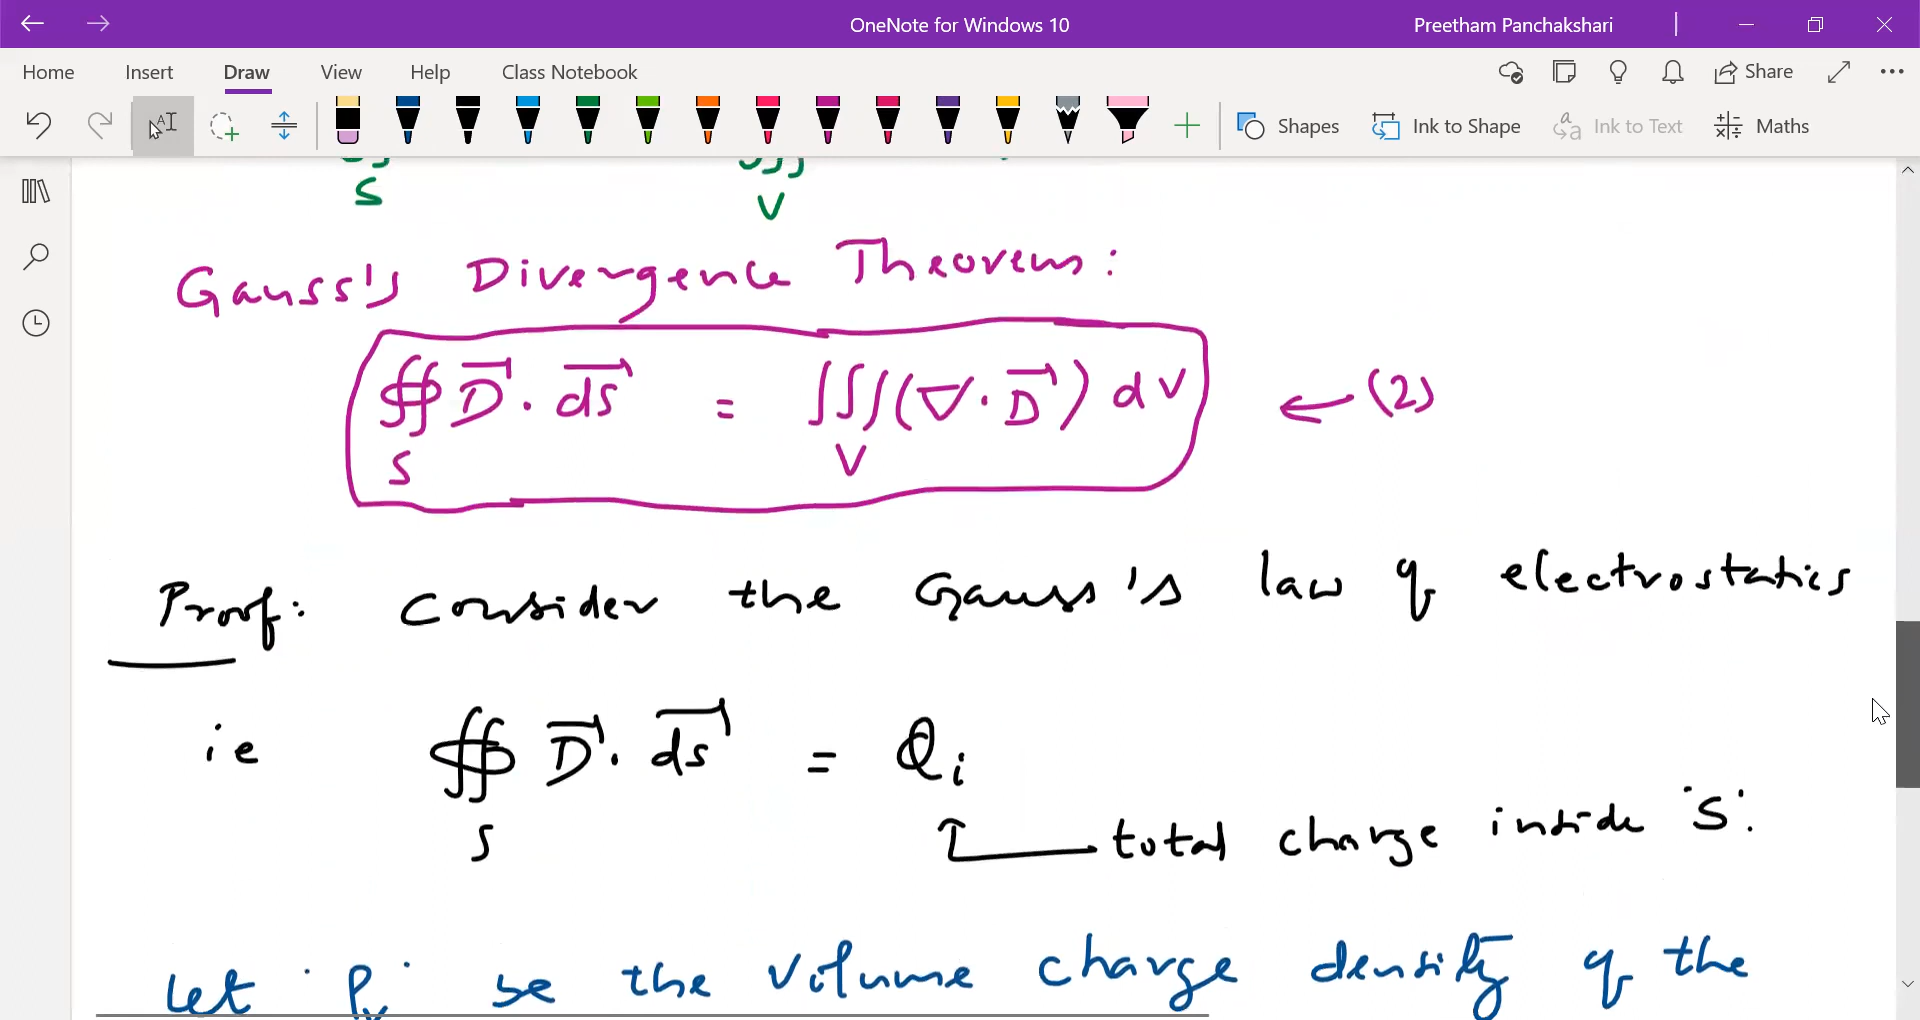 OneNote for Windows 10
Preetham Panchakshari
Home Insert Draw View Help Class Notebook
Share
Shapes Ink to Shape Ink to Text Maths
S V
Gauss's Divergence Theorem:
∯ D⃗ . ds⃗ = ∭ (∇ . D⃗) dv ← (2)
S V
Proof: Consider the Gauss's law of electrostatics
ie ∯ D⃗ . ds⃗ = Qi
S
total charge inside 'S'.
Let 'ρv' be the volume charge density of the